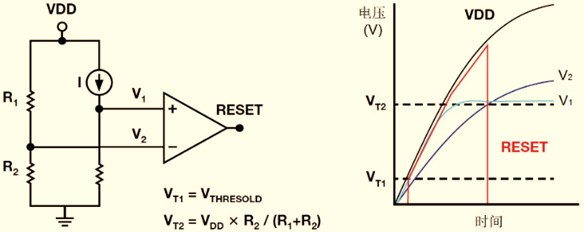 VDD
I
R1
V1
+
RESET
V2
−
R2
VT1 = VTHRESOLD
VT2 = VDD × R2 / (R1+R2)
电压
(V)
VDD
V2
V1
VT2
RESET
VT1
时间